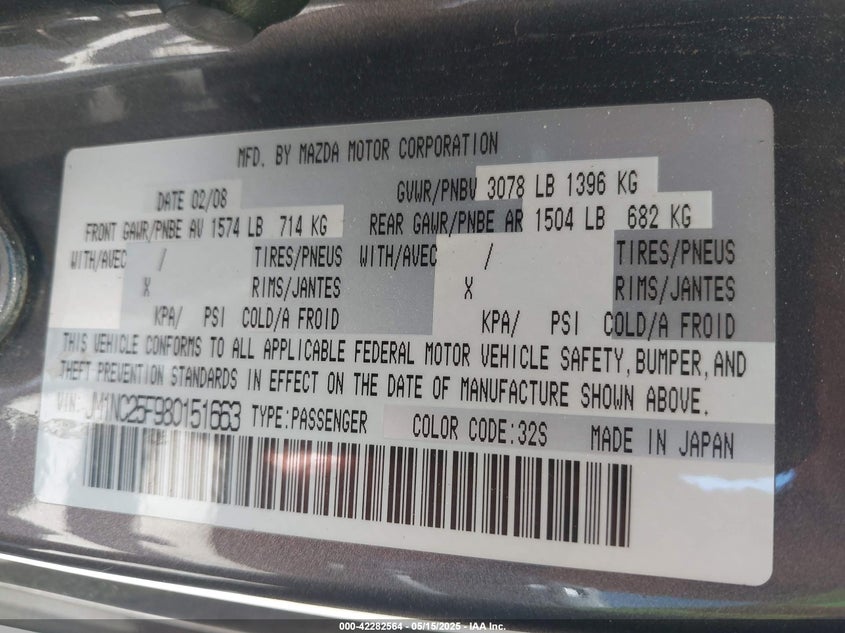 MFD. BY MAZDA MOTOR CORPORATION
DATE 02/08 GVWR/PNBV 3078 LB 1396 KG
FRONT GAWR/PNBE AV 1574 LB 714 KG REAR GAWR/PNBE AR 1504 LB 682 KG
WITH/AVEC / TIRES/PNEUS WITH/AVEC / TIRES/PNEUS
X RIMS/JANTES X RIMS/JANTES
KPA/ PSI COLD/A FROID KPA/ PSI COLD/A FROID
THIS VEHICLE CONFORMS TO ALL APPLICABLE FEDERAL MOTOR VEHICLE SAFETY, BUMPER, AND
THEFT PREVENTION STANDARDS IN EFFECT ON THE DATE OF MANUFACTURE SHOWN ABOVE.
VIN: JM1NC25F980151663 TYPE:PASSENGER COLOR CODE:32S MADE IN JAPAN
000-42282564 - 05/15/2025 - IAA Inc.